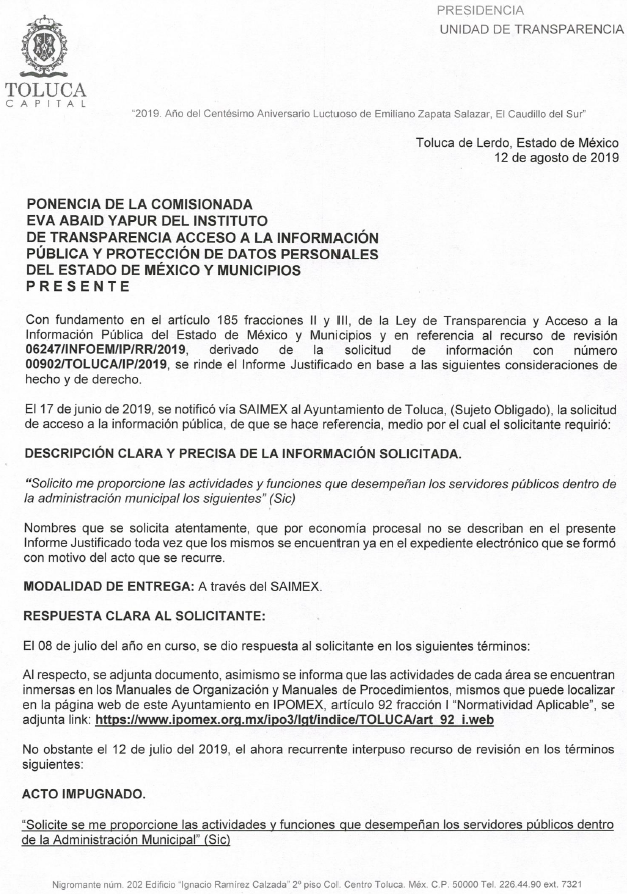 PRESIDENCIA
UNIDAD DE TRANSPARENCIA
TOLUCA
CAPITAL
"2019. Año del Centésimo Aniversario Luctuoso de Emiliano Zapata Salazar, El Caudillo del Sur"
Toluca de Lerdo, Estado de México
12 de agosto de 2019
PONENCIA DE LA COMISIONADA
EVA ABAID YAPUR DEL INSTITUTO
DE TRANSPARENCIA ACCESO A LA INFORMACIÓN
PÚBLICA Y PROTECCIÓN DE DATOS PERSONALES
DEL ESTADO DE MÉXICO Y MUNICIPIOS
P R E S E N T E
Con fundamento en el artículo 185 fracciones II y III, de la Ley de Transparencia y Acceso a la
Información Pública del Estado de México y Municipios y en referencia al recurso de revisión
06247/INFOEM/IP/RR/2019, derivado de la solicitud de información con número
00902/TOLUCA/IP/2019, se rinde el Informe Justificado en base a las siguientes consideraciones de
hecho y de derecho.
El 17 de junio de 2019, se notificó vía SAIMEX al Ayuntamiento de Toluca, (Sujeto Obligado), la solicitud
de acceso a la información pública, de que se hace referencia, medio por el cual el solicitante requirió:
DESCRIPCIÓN CLARA Y PRECISA DE LA INFORMACIÓN SOLICITADA.
"Solicito me proporcione las actividades y funciones que desempeñan los servidores públicos dentro de
la administración municipal los siguientes" (Sic)
Nombres que se solicita atentamente, que por economía procesal no se describan en el presente
Informe Justificado toda vez que los mismos se encuentran ya en el expediente electrónico que se formó
con motivo del acto que se recurre.
MODALIDAD DE ENTREGA: A través del SAIMEX.
RESPUESTA CLARA AL SOLICITANTE:
El 08 de julio del año en curso, se dio respuesta al solicitante en los siguientes términos:
Al respecto, se adjunta documento, asimismo se informa que las actividades de cada área se encuentran
inmersas en los Manuales de Organización y Manuales de Procedimientos, mismos que puede localizar
en la página web de este Ayuntamiento en IPOMEX, artículo 92 fracción I "Normatividad Aplicable", se
adjunta link: https://www.ipomex.org.mx/ipo3/lgt/indice/TOLUCA/art_92_i.web
No obstante el 12 de julio del 2019, el ahora recurrente interpuso recurso de revisión en los términos
siguientes:
ACTO IMPUGNADO.
"Solicite se me proporcione las actividades y funciones que desempeñan los servidores públicos dentro
de la Administración Municipal" (Sic)
Nigromante núm. 202 Edificio "Ignacio Ramírez Calzada" 2º piso Col. Centro Toluca. Méx. C.P. 50000 Tel. 226.44.90 ext. 7321